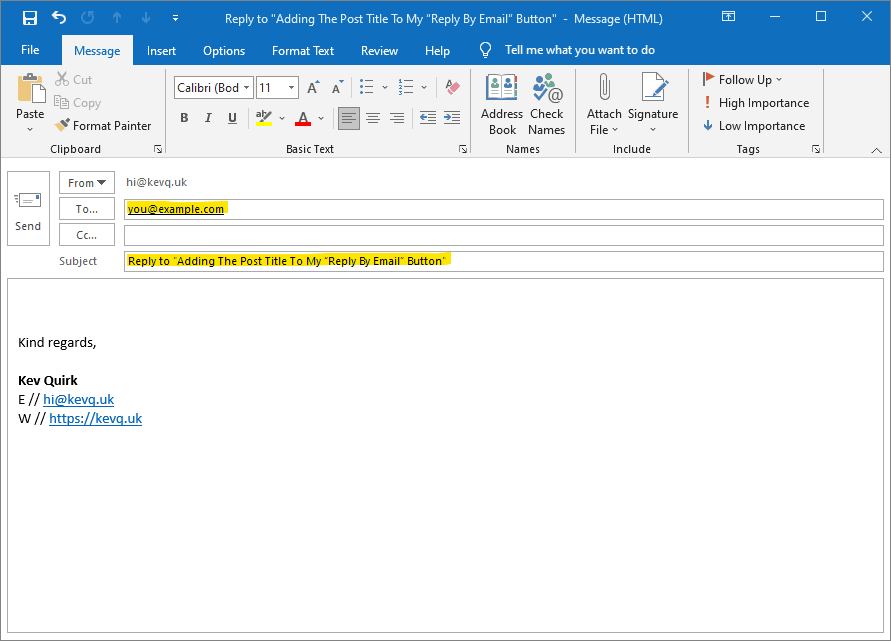 Reply to "Adding The Post Title To My “Reply By Email” Button"  -  Message (HTML)
File Message Insert Options Format Text Review Help Tell me what you want to do
Paste
Cut
Copy
Format Painter
Clipboard
Calibri (Bod 11
B I U
Basic Text
Address Book
Check Names
Names
Attach File
Signature
Include
Follow Up
High Importance
Low Importance
Tags
Send
From hi@kevq.uk
To... you@example.com
Cc...
Subject Reply to "Adding The Post Title To My “Reply By Email” Button"
Kind regards,
Kev Quirk
E // hi@kevq.uk
W // https://kevq.uk